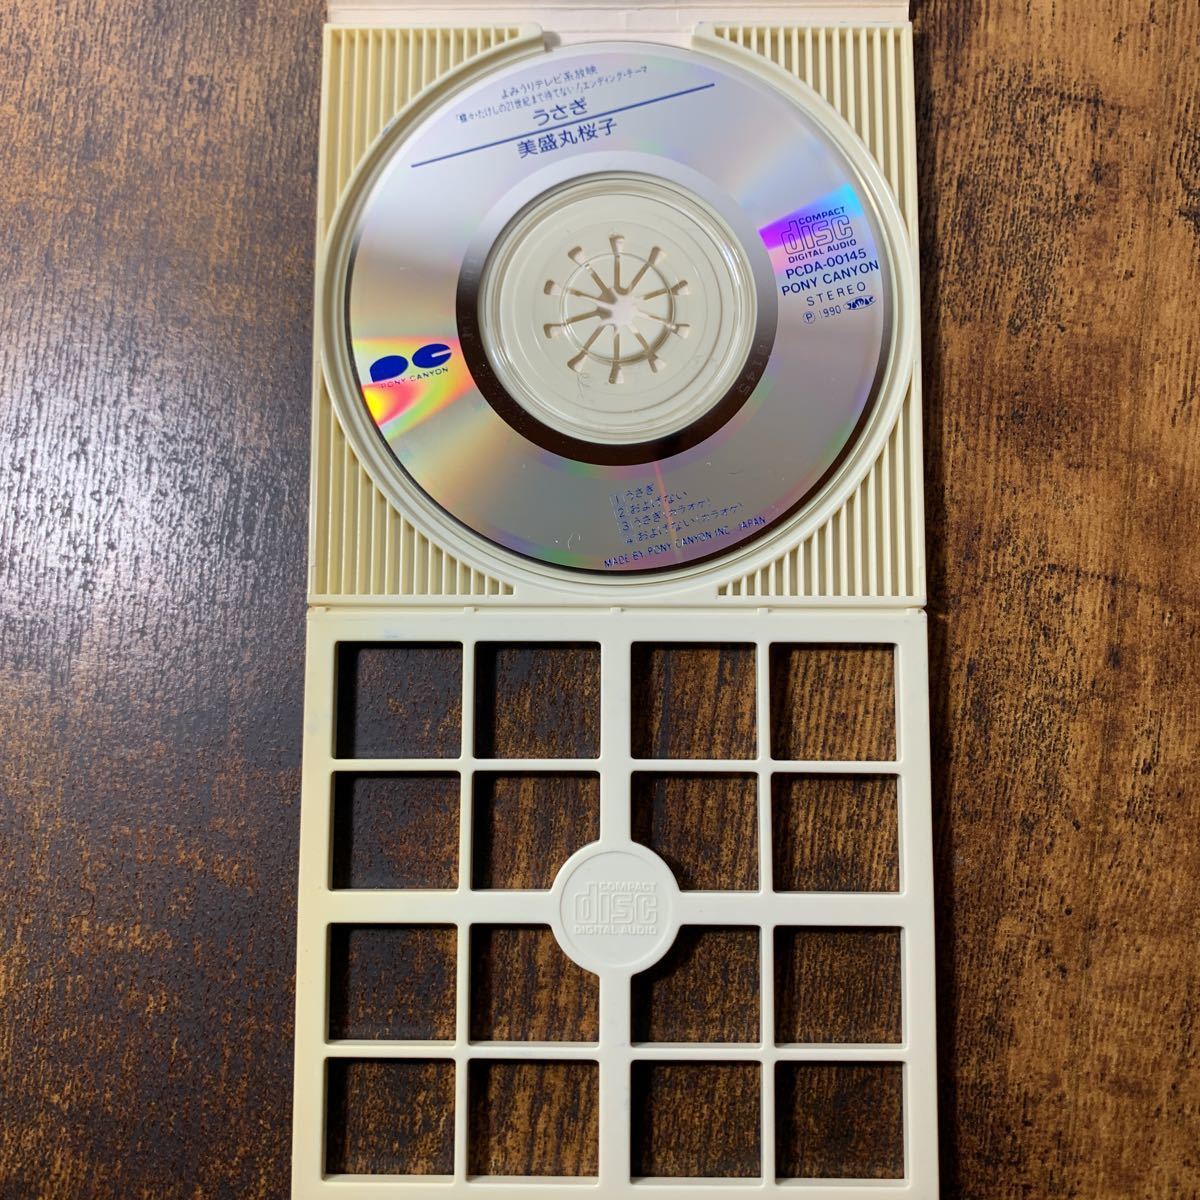 よみうりテレビ系放映
「蝶々・たけしの21世紀まで待てない!!」エンディング・テーマ
うさぎ
美盛丸桜子
COMPACT
disc
DIGITAL AUDIO
PCDA-00145
PONY CANYON
STEREO
Ⓟ 1990
PONY CANYON
1. うさぎ
2. およげない
3. うさぎ(カラオケ)
4. およげない(カラオケ)
MADE BY PONY CANYON INC. JAPAN
COMPACT
disc
DIGITAL AUDIO